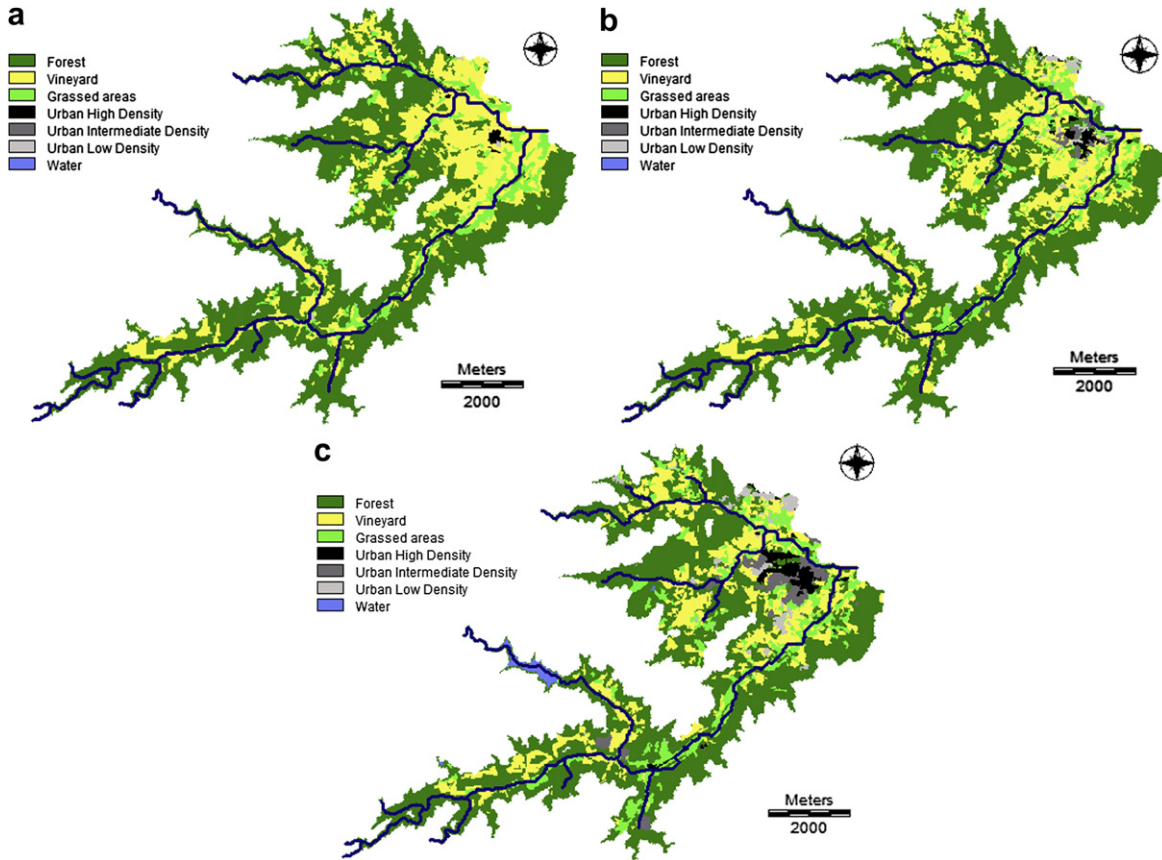 a
Forest
Vineyard
Grassed areas
Urban High Density
Urban Intermediate Density
Urban Low Density
Water
Meters
2000
b
Forest
Vineyard
Grassed areas
Urban High Density
Urban Intermediate Density
Urban Low Density
Water
Meters
2000
c
Forest
Vineyard
Grassed areas
Urban High Density
Urban Intermediate Density
Urban Low Density
Water
Meters
2000